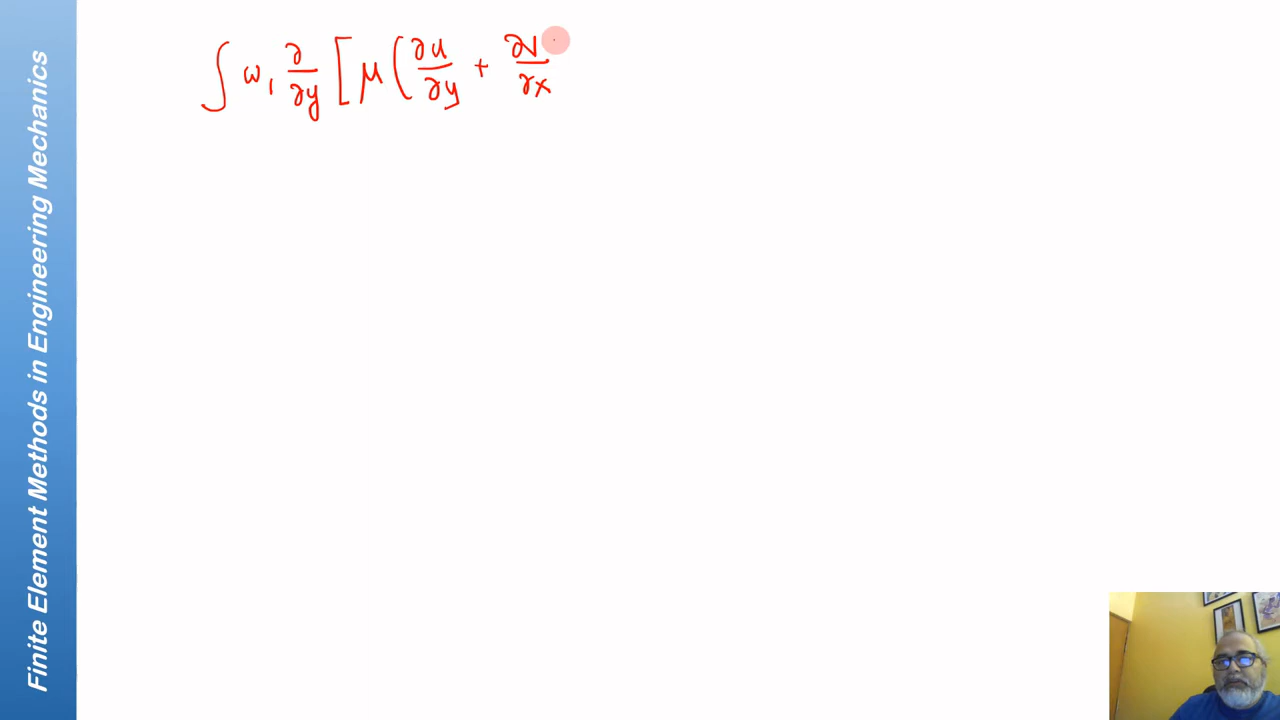 Finite Element Methods in Engineering Mechanics
∫ w₁ ∂/∂y [ μ ( ∂u/∂y + ∂v/∂x